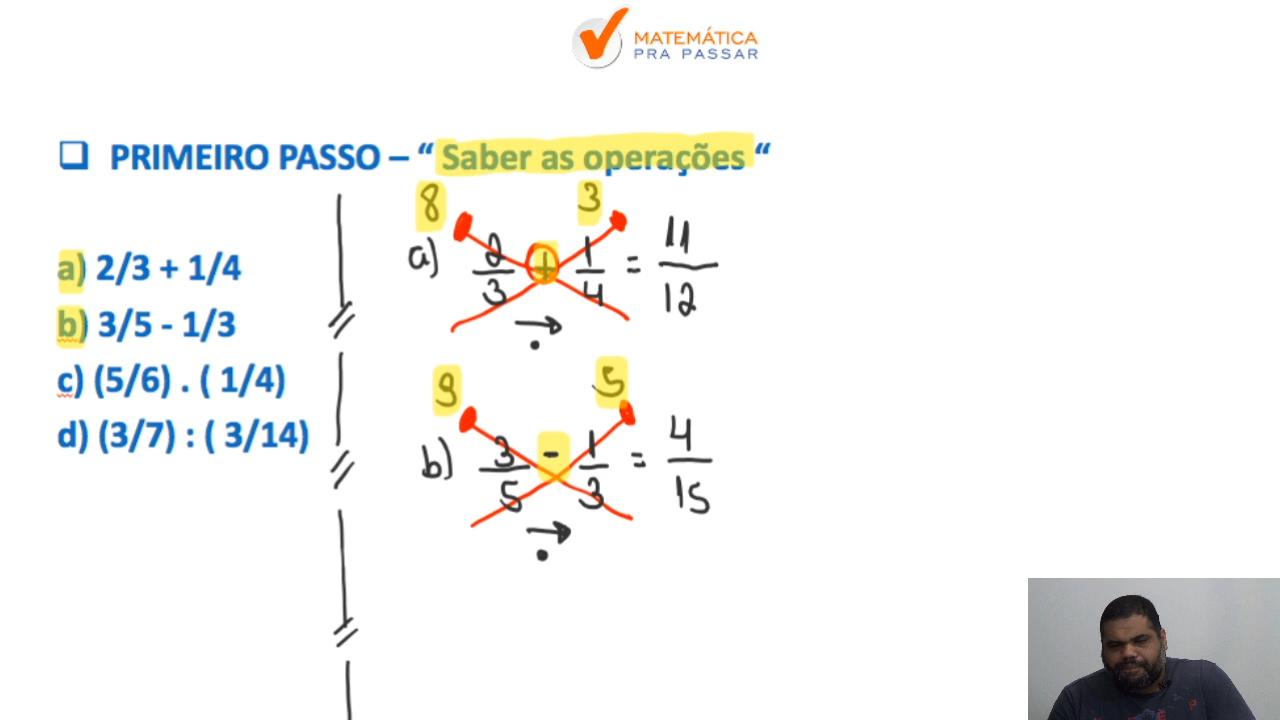 MATEMÁTICA
PRA PASSAR
❑ PRIMEIRO PASSO – “ Saber as operações “
a) 2/3 + 1/4
b) 3/5 - 1/3
c) (5/6) . ( 1/4)
d) (3/7) : ( 3/14)
8 3
a) 2/3 + 1/4 = 11/12
→
.
9 5
b) 3/5 - 1/3 = 4/15
→
.